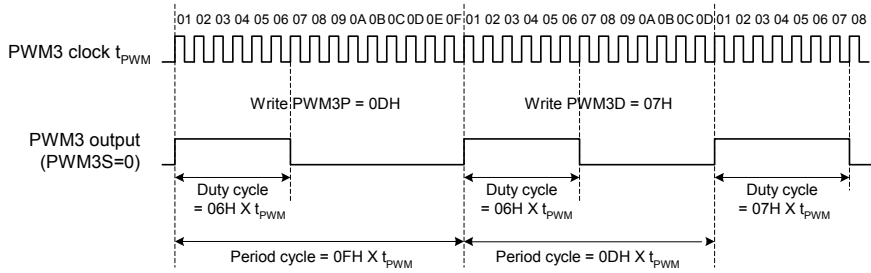 01 02 03 04 05 06 07 08 09 0A 0B 0C 0D 0E 0F 01 02 03 04 05 06 07 08 09 0A 0B 0C 0D 01 02 03 04 05 06 07 08
PWM3 clock tPWM
Write PWM3P = 0DH Write PWM3D = 07H
PWM3 output
(PWM3S=0)
Duty cycle
= 06H X tPWM
Duty cycle
= 06H X tPWM
Duty cycle
= 07H X tPWM
Period cycle = 0FH X tPWM Period cycle = 0DH X tPWM